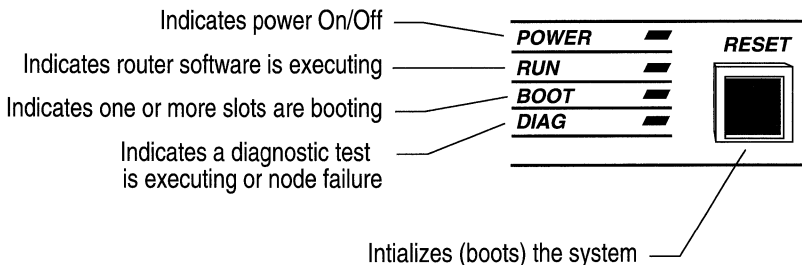 Indicates power On/Off
POWER
RESET
Indicates router software is executing
RUN
Indicates one or more slots are booting
BOOT
DIAG
Indicates a diagnostic test
is executing or node failure
Intializes (boots) the system